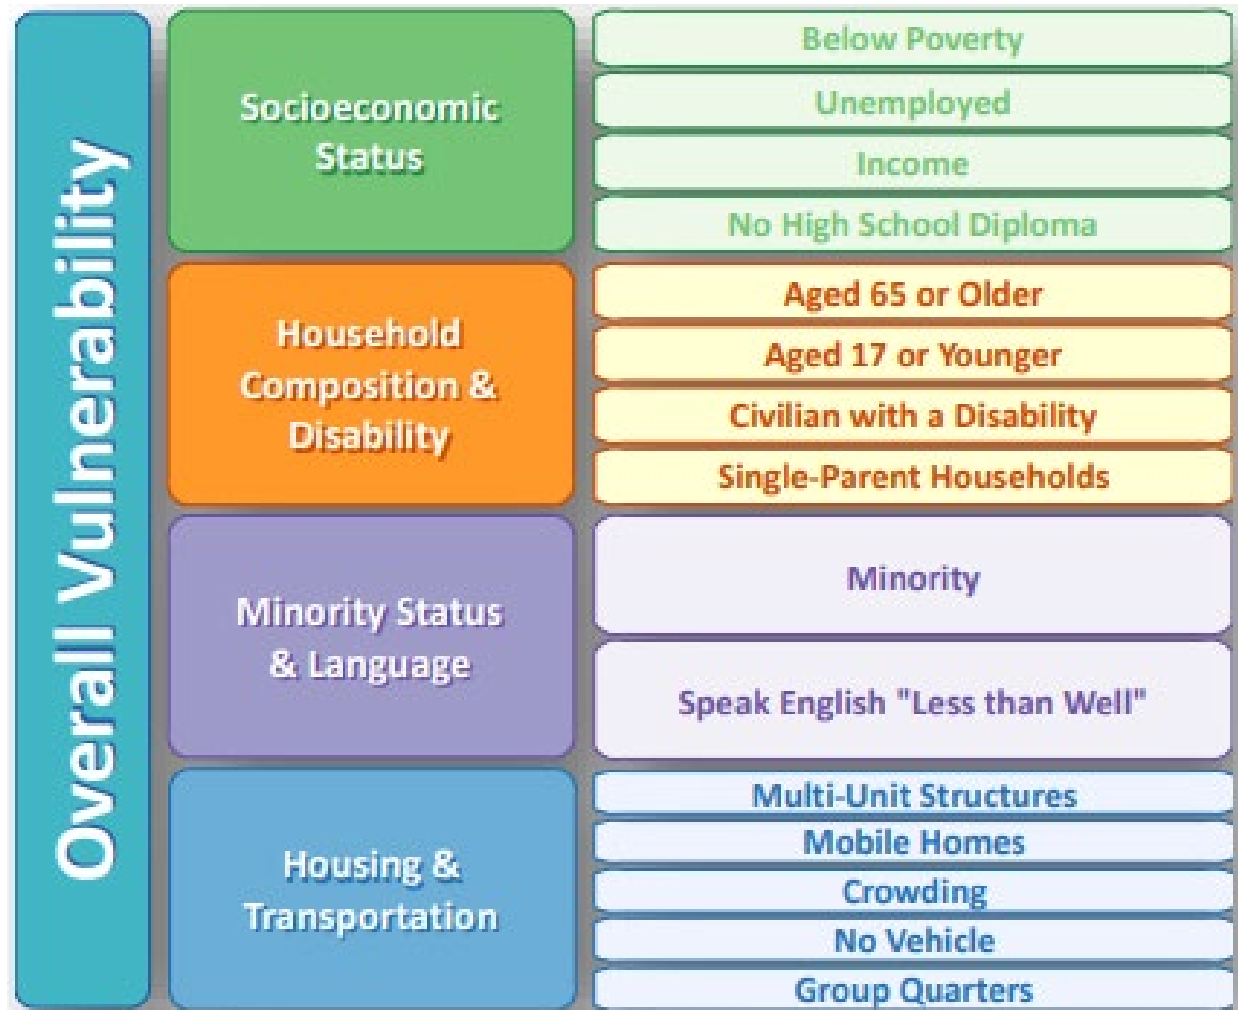 Overall Vulnerability
Socioeconomic
Status
Below Poverty
Unemployed
Income
No High School Diploma
Household
Composition &
Disability
Aged 65 or Older
Aged 17 or Younger
Civilian with a Disability
Single-Parent Households
Minority Status
& Language
Minority
Speak English "Less than Well"
Housing &
Transportation
Multi-Unit Structures
Mobile Homes
Crowding
No Vehicle
Group Quarters